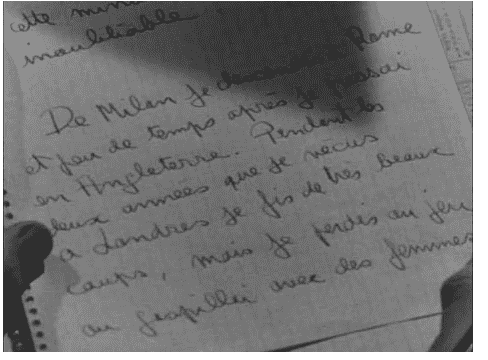 cette
inoubliable.
De Milan je descendis à Rome
et peu de temps après je passai
en Angleterre. Pendant les
deux années que je vécus
à Londres je fis de très beaux
coups, mais je perdis au jeu
ou gaspillai avec des femmes